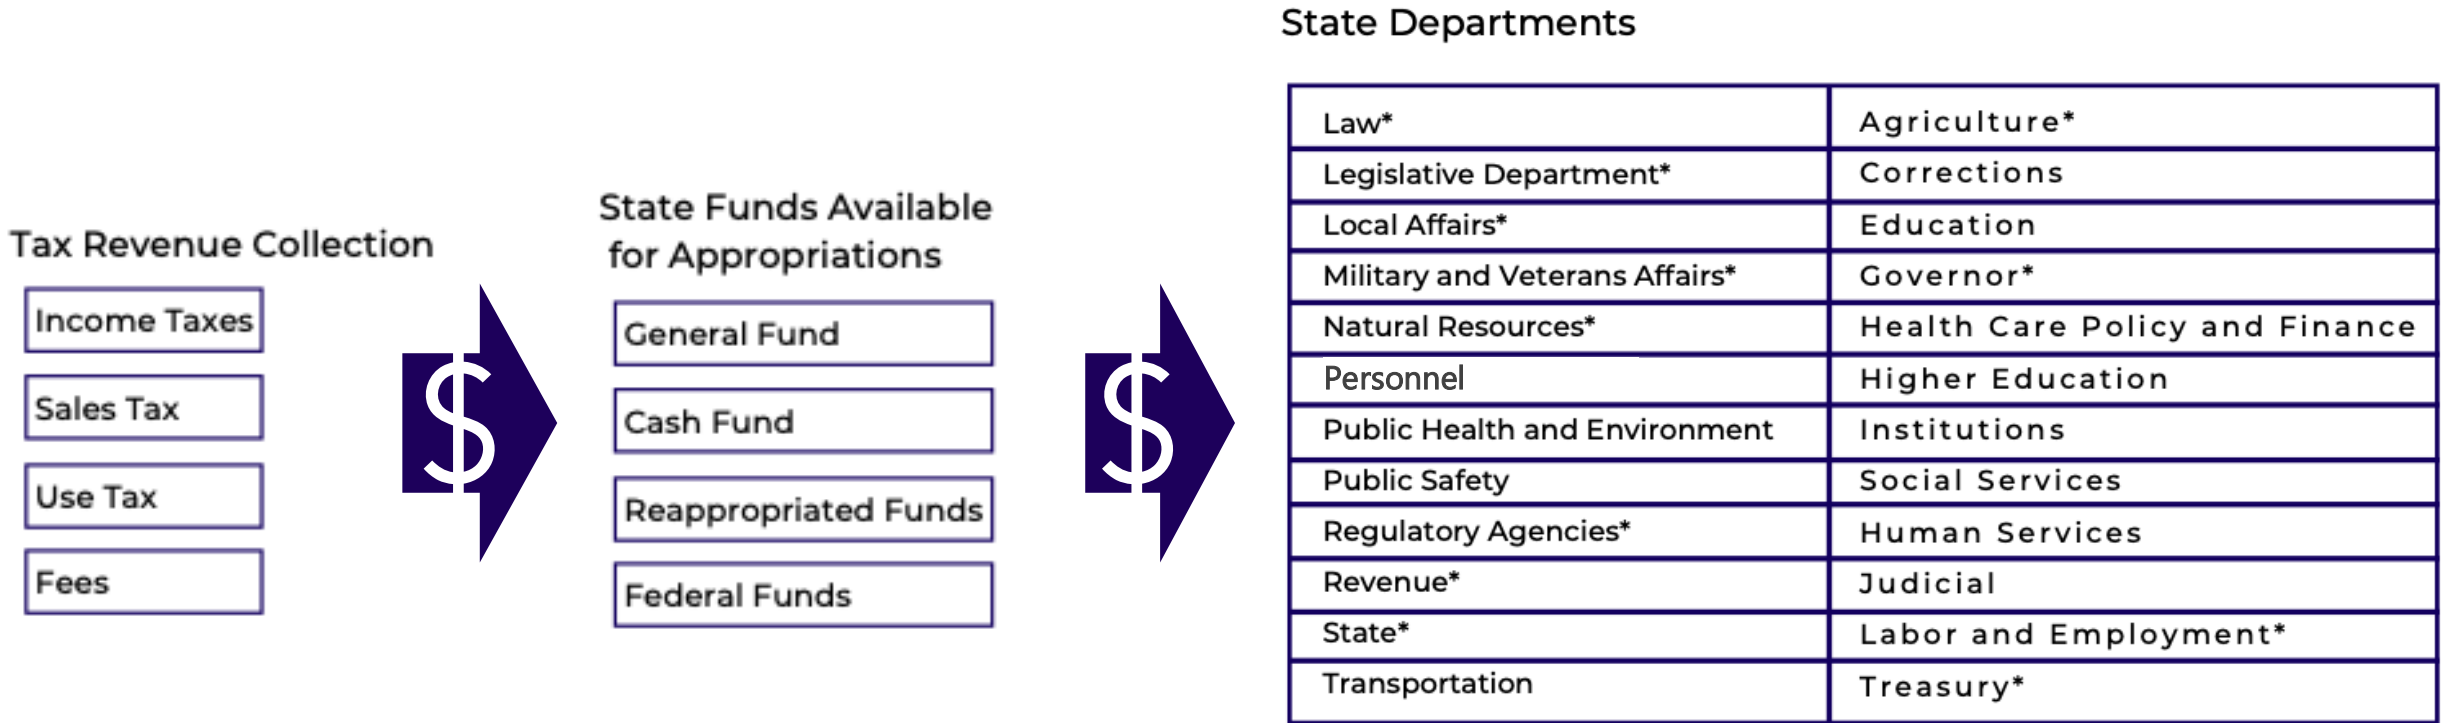 State Departments
Tax Revenue Collection
Income Taxes
Sales Tax
Use Tax
Fees
$
State Funds Available
for Appropriations
General Fund
Cash Fund
Reappropriated Funds
Federal Funds
$
Law*
Agriculture*
Legislative Department*
Corrections
Local Affairs*
Education
Military and Veterans Affairs*
Governor*
Natural Resources*
Health Care Policy and Finance
Personnel
Higher Education
Public Health and Environment
Institutions
Public Safety
Social Services
Regulatory Agencies*
Human Services
Revenue*
Judicial
State*
Labor and Employment*
Transportation
Treasury*